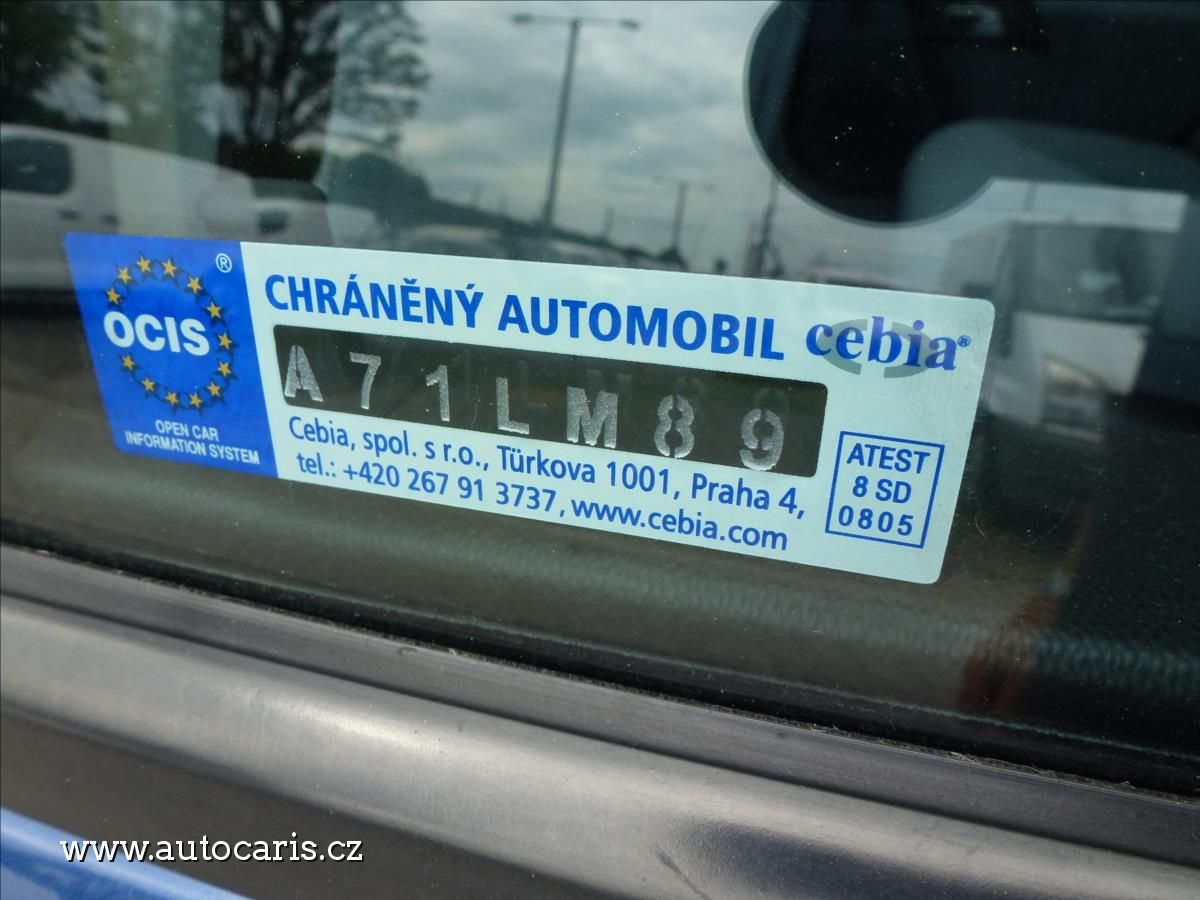 OCIS ®
OPEN CAR
INFORMATION SYSTEM
CHRÁNĚNÝ AUTOMOBIL
cebia®
A71LM89
Cebia, spol. s r.o., Türkova 1001, Praha 4,
tel.: +420 267 91 3737, www.cebia.com
ATEST
8 SD
0805
www.autocaris.cz